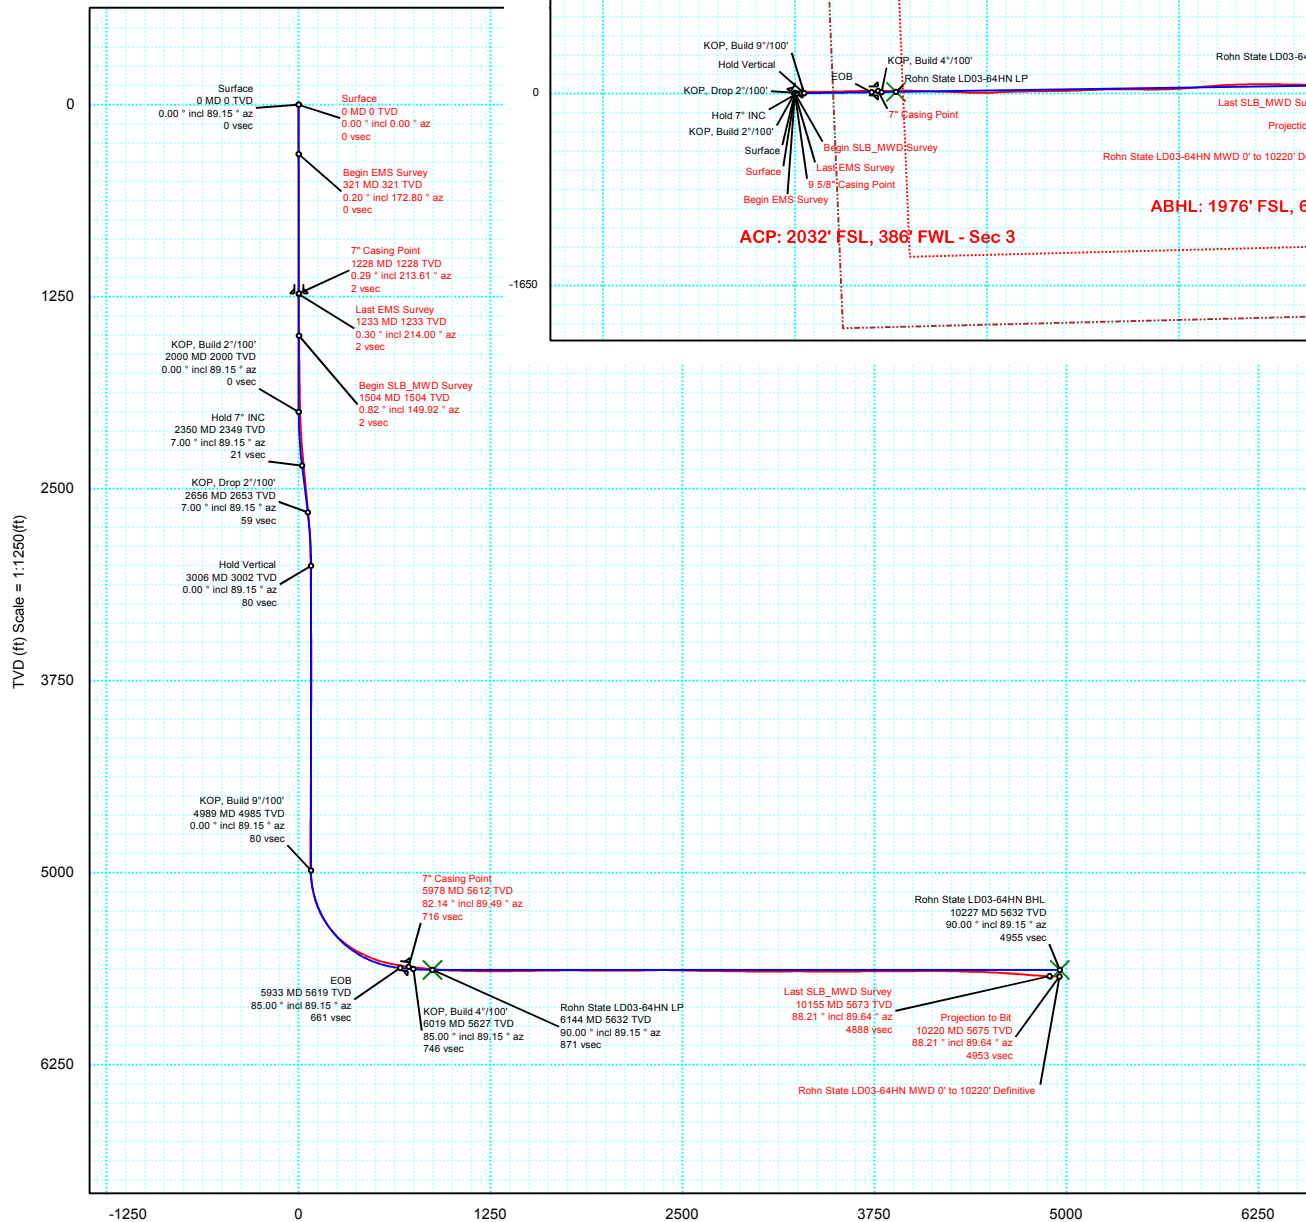 Surface
0 MD 0 TVD
0.00 ° incl 89.15 ° az
0 vsec
Surface
0 MD 0 TVD
0.00 ° incl 0.00 ° az
0 vsec
Begin EMS Survey
321 MD 321 TVD
0.20 ° incl 172.80 ° az
0 vsec
7" Casing Point
1228 MD 1228 TVD
0.29 ° incl 213.61 ° az
2 vsec
Last EMS Survey
1233 MD 1233 TVD
0.30 ° incl 214.00 ° az
2 vsec
KOP, Build 2°/100'
2000 MD 2000 TVD
0.00 ° incl 89.15 ° az
0 vsec
Begin SLB_MWD Survey
1504 MD 1504 TVD
0.82 ° incl 149.92 ° az
2 vsec
Hold 7° INC
2350 MD 2349 TVD
7.00 ° incl 89.15 ° az
21 vsec
KOP, Drop 2°/100'
2656 MD 2653 TVD
7.00 ° incl 89.15 ° az
59 vsec
Hold Vertical
3006 MD 3002 TVD
0.00 ° incl 89.15 ° az
80 vsec
KOP, Build 9°/100'
4989 MD 4985 TVD
0.00 ° incl 89.15 ° az
80 vsec
7" Casing Point
5978 MD 5612 TVD
82.14 ° incl 89.49 ° az
716 vsec
EOB
5933 MD 5619 TVD
85.00 ° incl 89.15 ° az
661 vsec
KOP, Build 4°/100'
6019 MD 5627 TVD
85.00 ° incl 89.15 ° az
746 vsec
Rohn State LD03-64HN LP
6144 MD 5632 TVD
90.00 ° incl 89.15 ° az
871 vsec
Rohn State LD03-64HN BHL
10227 MD 5632 TVD
90.00 ° incl 89.15 ° az
4955 vsec
Last SLB_MWD Survey
10155 MD 5673 TVD
88.21 ° incl 89.64 ° az
4888 vsec
Projection to Bit
10220 MD 5675 TVD
88.21 ° incl 89.64 ° az
4953 vsec
Rohn State LD03-64HN MWD 0' to 10220' Definitive
TVD (ft) Scale = 1:1250(ft)
0
1250
2500
3750
5000
6250
-1250
0
1250
2500
3750
5000
6250
KOP, Build 9°/100'
Hold Vertical
KOP, Drop 2°/100'
Hold 7° INC
KOP, Build 2°/100'
Surface
Surface
Begin EMS Survey
9 5/8" Casing Point
Last EMS Survey
Begin SLB_MWD Survey
EOB
KOP, Build 4°/100'
Rohn State LD03-64HN LP
7" Casing Point
Rohn State LD03-64
Last SLB_MWD Su
Projectio
Rohn State LD03-64HN MWD 0' to 10220' D
ABHL: 1976' FSL, 6
ACP: 2032' FSL, 386' FWL - Sec 3
0
-1650